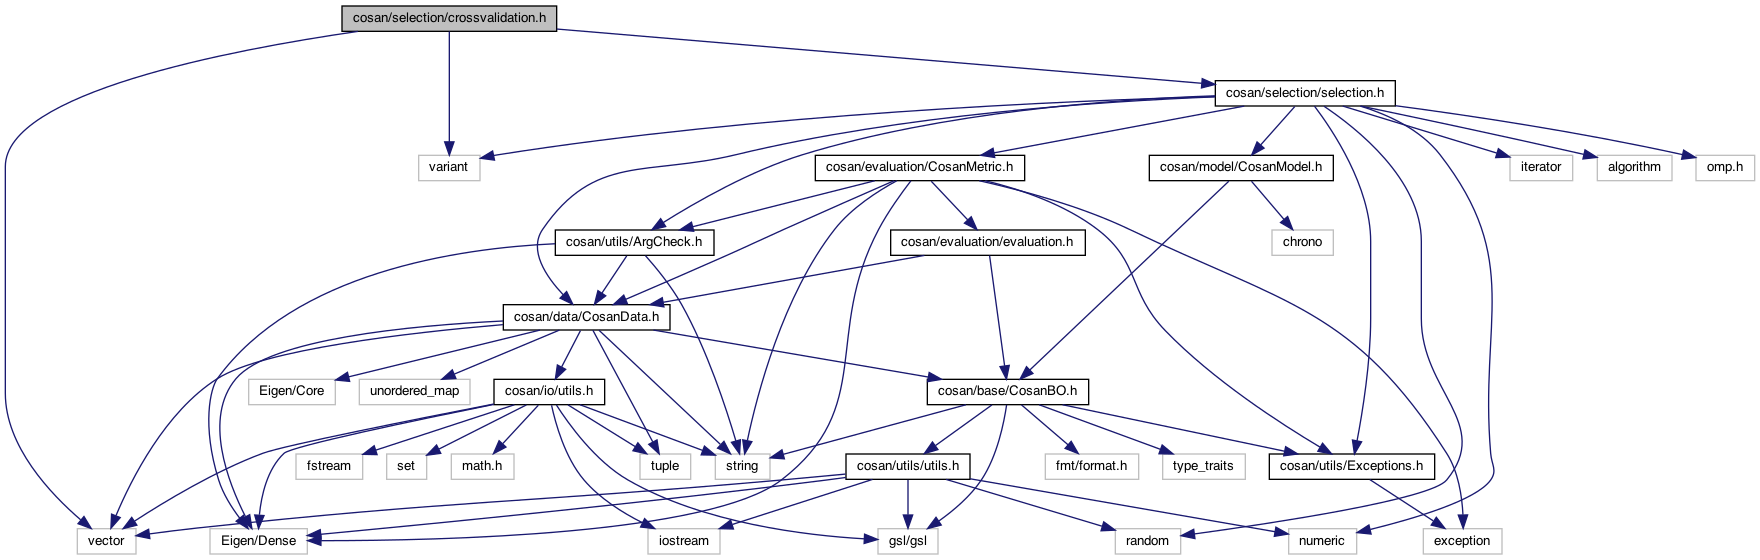 cosan/selection/crossvalidation.h
cosan/selection/selection.h
variant
cosan/evaluation/CosanMetric.h
cosan/model/CosanModel.h
iterator
algorithm
omp.h
cosan/utils/ArgCheck.h
cosan/evaluation/evaluation.h
chrono
cosan/data/CosanData.h
Eigen/Core
unordered_map
cosan/io/utils.h
cosan/base/CosanBO.h
fstream
set
math.h
tuple
string
cosan/utils/utils.h
fmt/format.h
type_traits
cosan/utils/Exceptions.h
vector
Eigen/Dense
iostream
gsl/gsl
random
numeric
exception